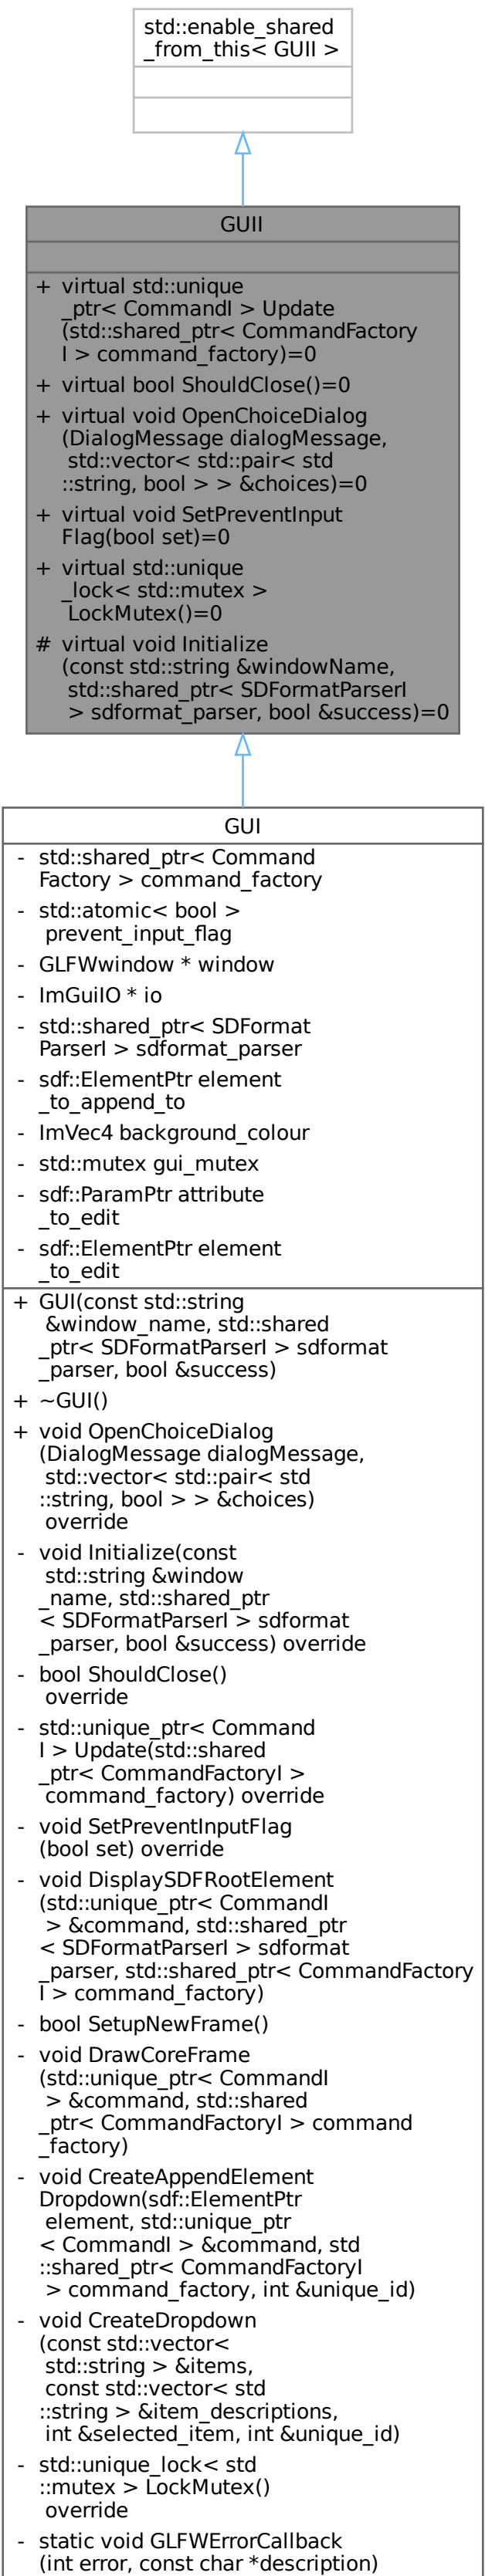 std::enable_shared
_from_this< GUII >
GUII
+ virtual std::unique
_ptr< CommandI > Update
(std::shared_ptr< CommandFactory
I > command_factory)=0
+ virtual bool ShouldClose()=0
+ virtual void OpenChoiceDialog
(DialogMessage dialogMessage,
std::vector< std::pair< std
::string, bool > > &choices)=0
+ virtual void SetPreventInput
Flag(bool set)=0
+ virtual std::unique
_lock< std::mutex >
LockMutex()=0
# virtual void Initialize
(const std::string &windowName,
std::shared_ptr< SDFormatParserI
> sdformat_parser, bool &success)=0
GUI
- std::shared_ptr< Command
Factory > command_factory
- std::atomic< bool >
prevent_input_flag
- GLFWwindow * window
- ImGuiIO * io
- std::shared_ptr< SDFormat
ParserI > sdformat_parser
- sdf::ElementPtr element
_to_append_to
- ImVec4 background_colour
- std::mutex gui_mutex
- sdf::ParamPtr attribute
_to_edit
- sdf::ElementPtr element
_to_edit
+ GUI(const std::string
&window_name, std::shared
_ptr< SDFormatParserI > sdformat
_parser, bool &success)
+ ~GUI()
+ void OpenChoiceDialog
(DialogMessage dialogMessage,
std::vector< std::pair< std
::string, bool > > &choices)
override
- void Initialize(const
std::string &window
_name, std::shared_ptr
< SDFormatParserI > sdformat
_parser, bool &success) override
- bool ShouldClose()
override
- std::unique_ptr< Command
I > Update(std::shared
_ptr< CommandFactoryI >
command_factory) override
- void SetPreventInputFlag
(bool set) override
- void DisplaySDFRootElement
(std::unique_ptr< CommandI
> &command, std::shared_ptr
< SDFormatParserI > sdformat
_parser, std::shared_ptr< CommandFactory
I > command_factory)
- bool SetupNewFrame()
- void DrawCoreFrame
(std::unique_ptr< CommandI
> &command, std::shared
_ptr< CommandFactoryI > command
_factory)
- void CreateAppendElement
Dropdown(sdf::ElementPtr
element, std::unique_ptr
< CommandI > &command, std
::shared_ptr< CommandFactoryI
> command_factory, int &unique_id)
- void CreateDropdown
(const std::vector<
std::string > &items,
const std::vector< std
::string > &item_descriptions,
int &selected_item, int &unique_id)
- std::unique_lock< std
::mutex > LockMutex()
override
- static void GLFWErrorCallback
(int error, const char *description)